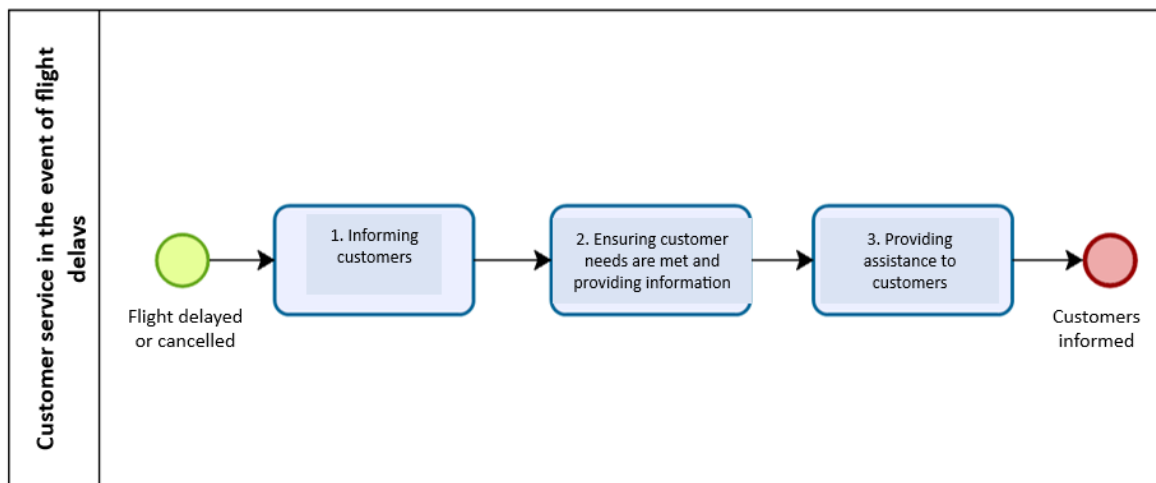 Customer service in the event of flight
delays
Flight delayed
or cancelled
1. Informing
customers
2. Ensuring customer
needs are met and
providing information
3. Providing
assistance to
customers
Customers
informed